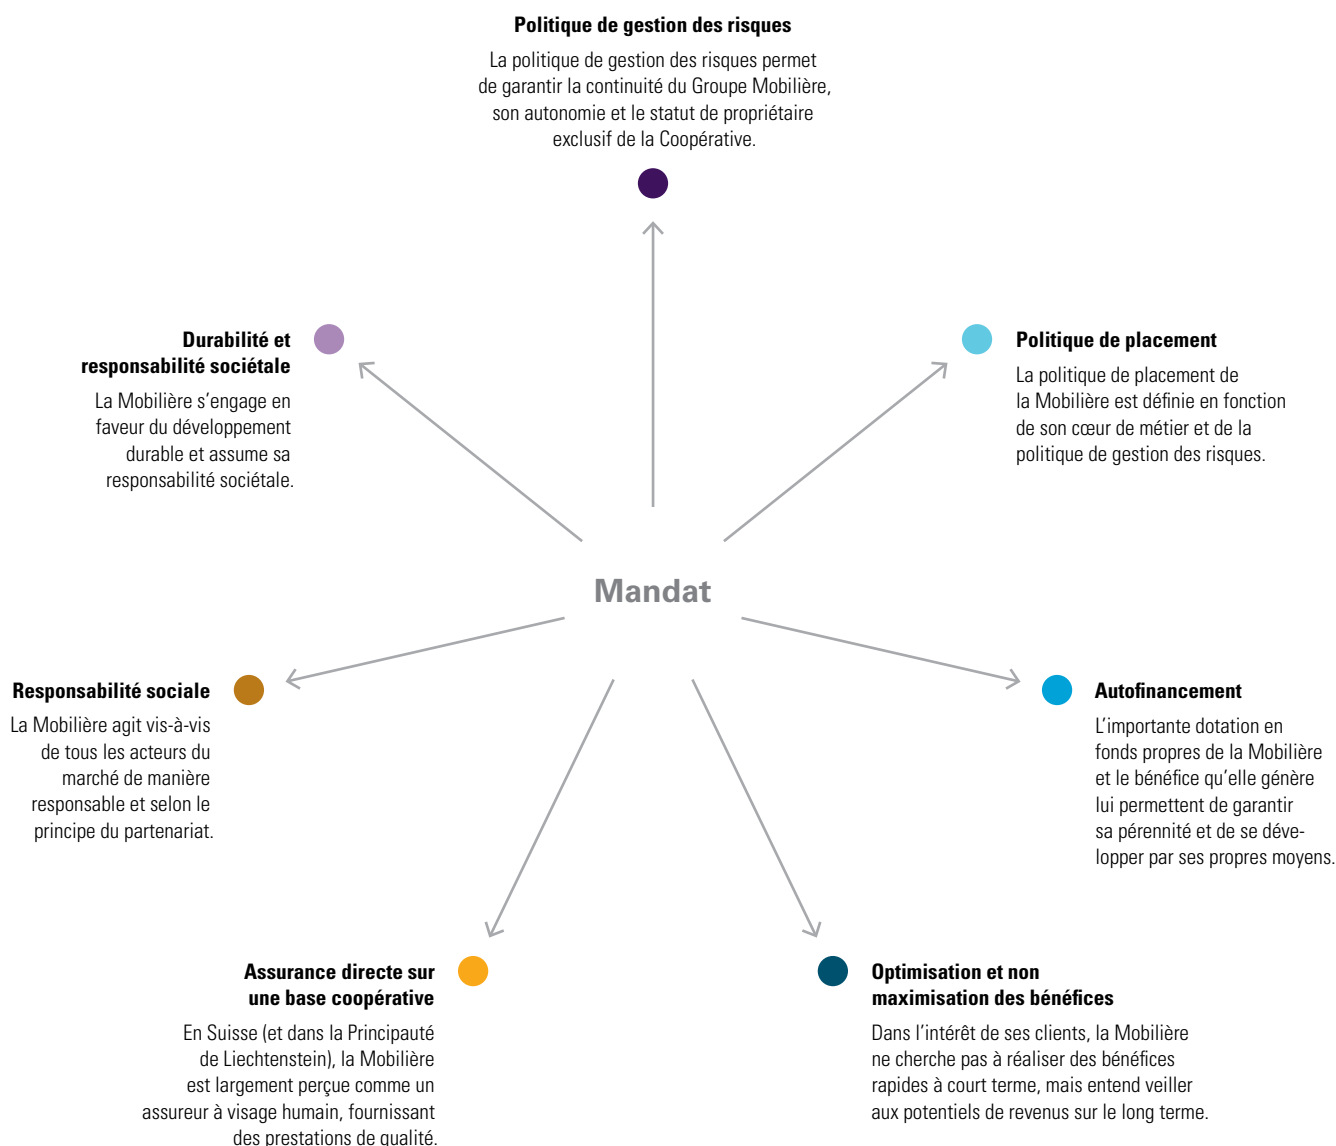 Politique de gestion des risques
La politique de gestion des risques permet
de garantir la continuité du Groupe Mobilière,
son autonomie et le statut de propriétaire
exclusif de la Coopérative.
Durabilité et
responsabilité sociétale
La Mobilière s’engage en
faveur du développement
durable et assume sa
responsabilité sociétale.
Politique de placement
La politique de placement de
la Mobilière est définie en fonction
de son cœur de métier et de la
politique de gestion des risques.
Mandat
Responsabilité sociale
La Mobilière agit vis-à-vis
de tous les acteurs du
marché de manière
responsable et selon le
principe du partenariat.
Autofinancement
L’importante dotation en
fonds propres de la Mobilière
et le bénéfice qu’elle génère
lui permettent de garantir
sa pérennité et de se déve-
lopper par ses propres moyens.
Assurance directe sur
une base coopérative
En Suisse (et dans la Principauté
de Liechtenstein), la Mobilière
est largement perçue comme un
assureur à visage humain, fournissant
des prestations de qualité.
Optimisation et non
maximisation des bénéfices
Dans l’intérêt de ses clients, la Mobilière
ne cherche pas à réaliser des bénéfices
rapides à court terme, mais entend veiller
aux potentiels de revenus sur le long terme.